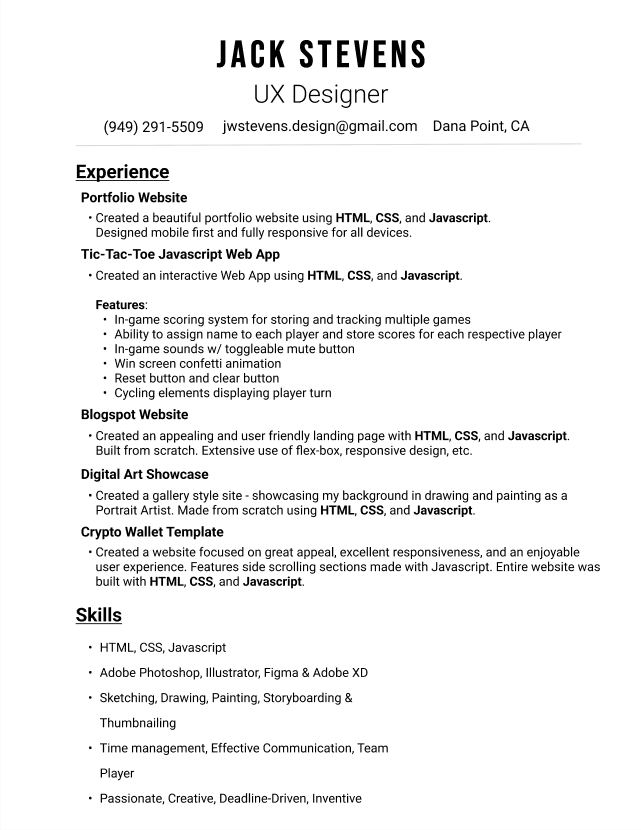 JACK STEVENS
UX Designer
(949) 291-5509 jwstevens.design@gmail.com Dana Point, CA
Experience
Portfolio Website
• Created a beautiful portfolio website using HTML, CSS, and Javascript.
Designed mobile first and fully responsive for all devices.
Tic-Tac-Toe Javascript Web App
• Created an interactive Web App using HTML, CSS, and Javascript.
Features:
• In-game scoring system for storing and tracking multiple games
• Ability to assign name to each player and store scores for each respective player
• In-game sounds w/ toggleable mute button
• Win screen confetti animation
• Reset button and clear button
• Cycling elements displaying player turn
Blogspot Website
• Created an appealing and user friendly landing page with HTML, CSS, and Javascript.
Built from scratch. Extensive use of flex-box, responsive design, etc.
Digital Art Showcase
• Created a gallery style site - showcasing my background in drawing and painting as a
Portrait Artist. Made from scratch using HTML, CSS, and Javascript.
Crypto Wallet Template
• Created a website focused on great appeal, excellent responsiveness, and an enjoyable
user experience. Features side scrolling sections made with Javascript. Entire website was
built with HTML, CSS, and Javascript.
Skills
• HTML, CSS, Javascript
• Adobe Photoshop, Illustrator, Figma & Adobe XD
• Sketching, Drawing, Painting, Storyboarding &
Thumbnailing
• Time management, Effective Communication, Team
Player
• Passionate, Creative, Deadline-Driven, Inventive